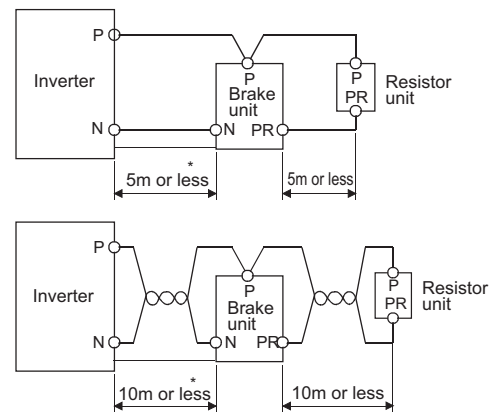 P
Inverter
P
Brake
unit
P
PR
Resistor
unit
N
N
PR
*
5m or less
5m or less
P
Inverter
P
Brake
unit
P
PR
Resistor
unit
N
N
PR
*
10m or less
10m or less